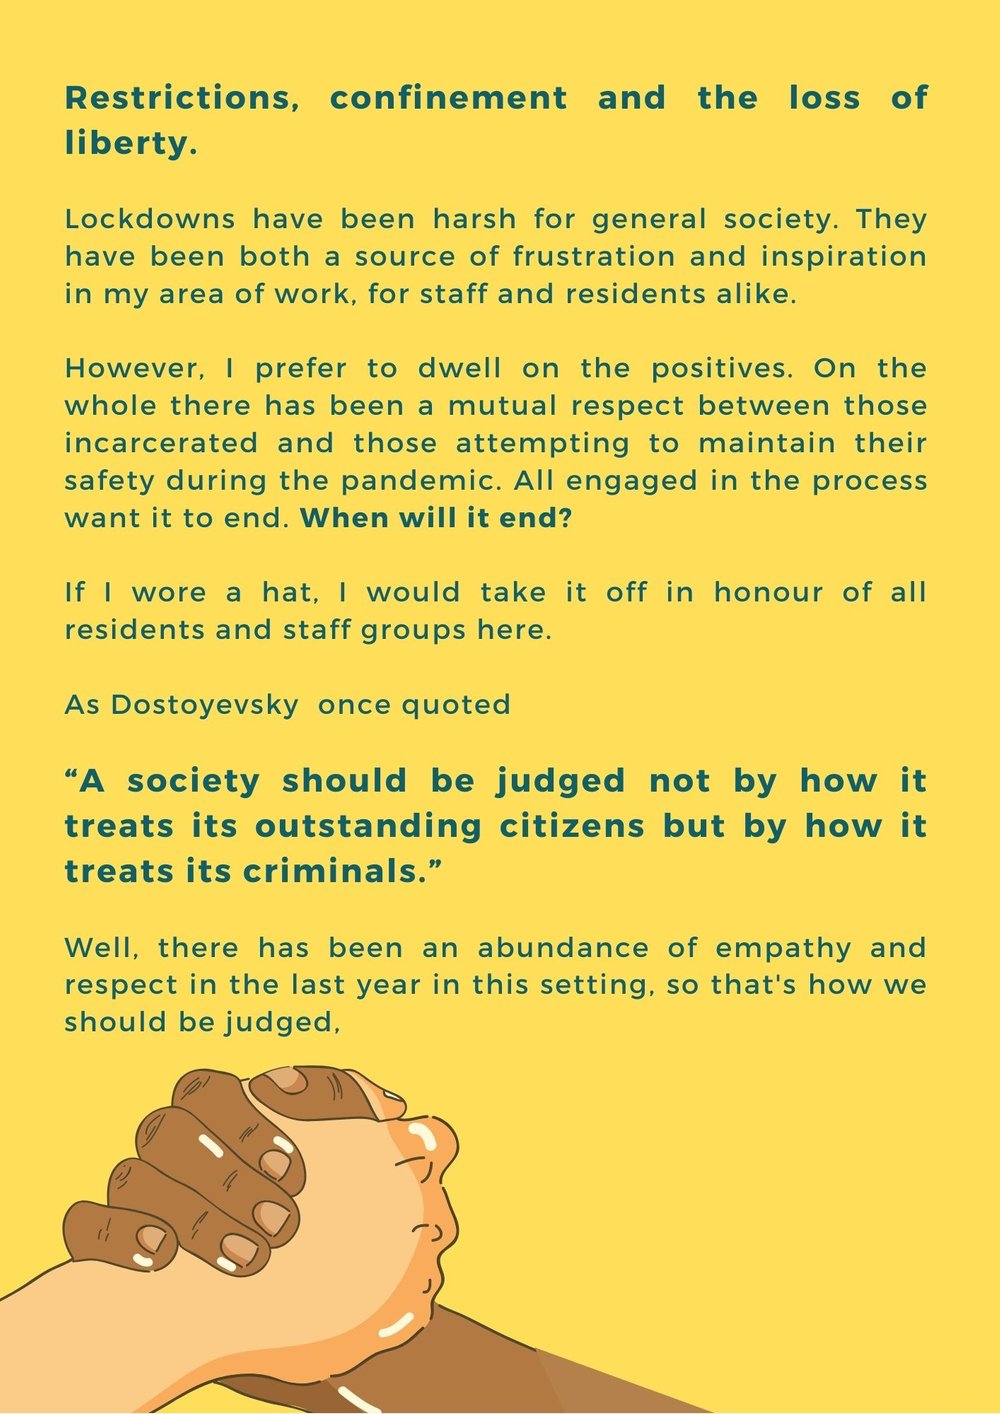 Restrictions, confinement and the loss of
liberty.
Lockdowns have been harsh for general society. They
have been both a source of frustration and inspiration
in my area of work, for staff and residents alike.
However, I prefer to dwell on the positives. On the
whole there has been a mutual respect between those
incarcerated and those attempting to maintain their
safety during the pandemic. All engaged in the process
want it to end. When will it end?
If I wore a hat, I would take it off in honour of all
residents and staff groups here.
As Dostoyevsky once quoted
“A society should be judged not by how it
treats its outstanding citizens but by how it
treats its criminals.”
Well, there has been an abundance of empathy and
respect in the last year in this setting, so that's how we
should be judged,